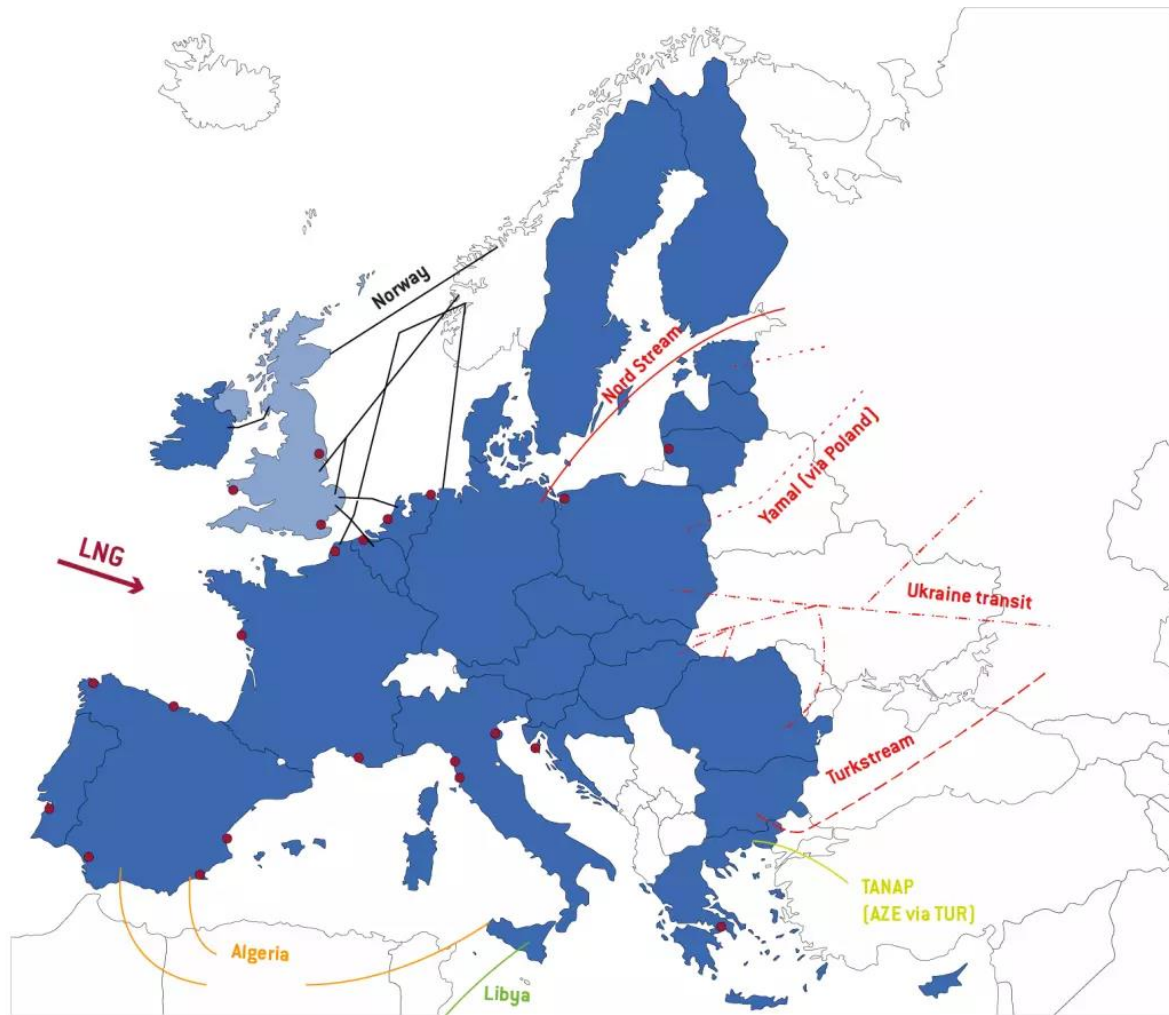 Norway
Nord Stream
Yamal (via Poland)
LNG
Ukraine transit
Turkstream
TANAP
(AZE via TUR)
Algeria
Libya